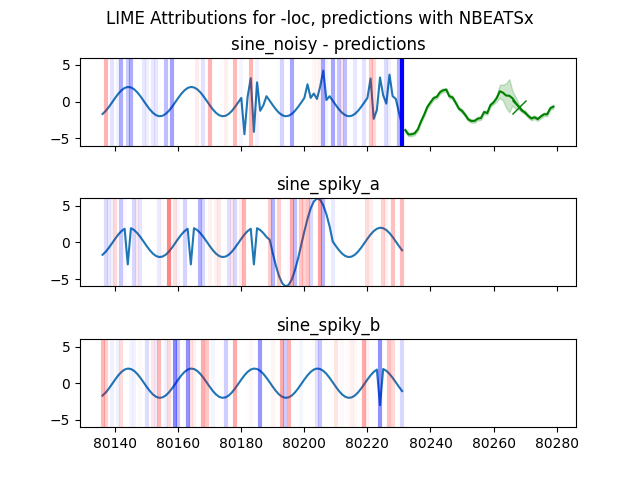 LIME Attributions for -loc, predictions with NBEATSx
sine_noisy - predictions
5
0
−5
sine_spiky_a
5
0
−5
sine_spiky_b
5
0
−5
80140 80160 80180 80200 80220 80240 80260 80280